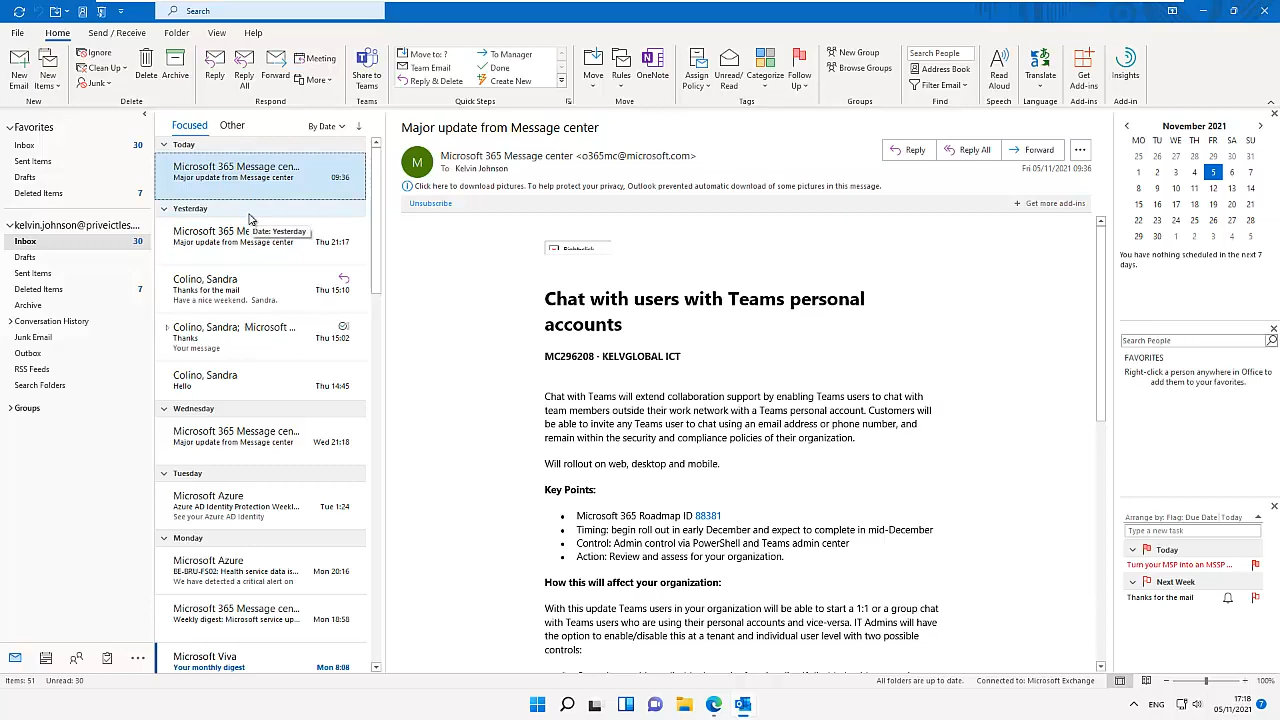 Search
File Home Send / Receive Folder View Help
New Email
New Items
New
Ignore
Clean Up
Junk
Delete
Archive
Delete
Reply
Reply All
Forward
Meeting
More
Respond
Share to Teams
Teams
Move to: ?
Team Email
Reply & Delete
To Manager
Done
Create New
Quick Steps
Move
Rules
OneNote
Move
Assign Policy
Unread/ Read
Categorize
Follow Up
Tags
New Group
Browse Groups
Groups
Search People
Address Book
Filter Email
Find
Read Aloud
Speech
Translate
Language
Get Add-ins
Add-ins
Insights
Add-in
Favorites
Inbox 30
Sent Items
Drafts
Deleted Items 7
kelvin.johnson@priveictles....
Inbox 30
Drafts
Sent Items
Deleted Items 7
Archive
Conversation History
Junk Email
Outbox
RSS Feeds
Search Folders
Groups
Focused Other By Date
Today
Microsoft 365 Message cen...
Major update from Message center 09:36
Yesterday
Microsoft 365 Me
Date: Yesterday
Major update from Message center Thu 21:17
Colino, Sandra
Thanks for the mail Thu 15:10
Have a nice weekend, Sandra.
Colino, Sandra; Microsoft ...
Thanks Thu 15:02
Your message
Colino, Sandra
Hello Thu 14:45
Wednesday
Microsoft 365 Message cen...
Major update from Message center Wed 21:18
Tuesday
Microsoft Azure
Azure AD Identity Protection Weekl... Tue 1:24
See your Azure AD Identity
Monday
Microsoft Azure
BE-BRU-FS02: Health service data is... Mon 20:16
We have detected a critical alert on
Microsoft 365 Message cen...
Weekly digest: Microsoft service up... Mon 18:58
Microsoft Viva
Your monthly digest Mon 8:08
Major update from Message center
M
Microsoft 365 Message center <o365mc@microsoft.com>
To Kelvin Johnson
Reply Reply All Forward
Fri 05/11/2021 09:36
Click here to download pictures. To help protect your privacy, Outlook prevented automatic download of some pictures in this message.
Unsubscribe + Get more add-ins
Chat with users with Teams personal
accounts
MC296208 · KELVGLOBAL ICT
Chat with Teams will extend collaboration support by enabling Teams users to chat with
team members outside their work network with a Teams personal account. Customers will
be able to invite any Teams user to chat using an email address or phone number, and
remain within the security and compliance policies of their organization.
Will rollout on web, desktop and mobile.
Key Points:
• Microsoft 365 Roadmap ID 88381
• Timing: begin roll out in early December and expect to complete in mid-December
• Control: Admin control via PowerShell and Teams admin center
• Action: Review and assess for your organization.
How this will affect your organization:
With this update Teams users in your organization will be able to start a 1:1 or a group chat
with Teams users who are using their personal accounts and vice-versa. IT Admins will have
the option to enable/disable this at a tenant and individual user level with two possible
controls:
November 2021
MO TU WE TH FR SA SU
25 26 27 28 29 30 31
1 2 3 4 5 6 7
8 9 10 11 12 13 14
15 16 17 18 19 20 21
22 23 24 25 26 27 28
29 30 1 2 3 4 5
You have nothing scheduled in the next 7
days.
Search People
FAVORITES
Right-click a person anywhere in Office to
add them to your favorites.
Arrange by: Flag: Due Date Today
Type a new task
Today
Turn your MSP into an MSSP ...
Next Week
Thanks for the mail
Items: 51 Unread: 30 All folders are up to date. Connected to: Microsoft Exchange 100%
ENG 17:18
05/11/2021
7